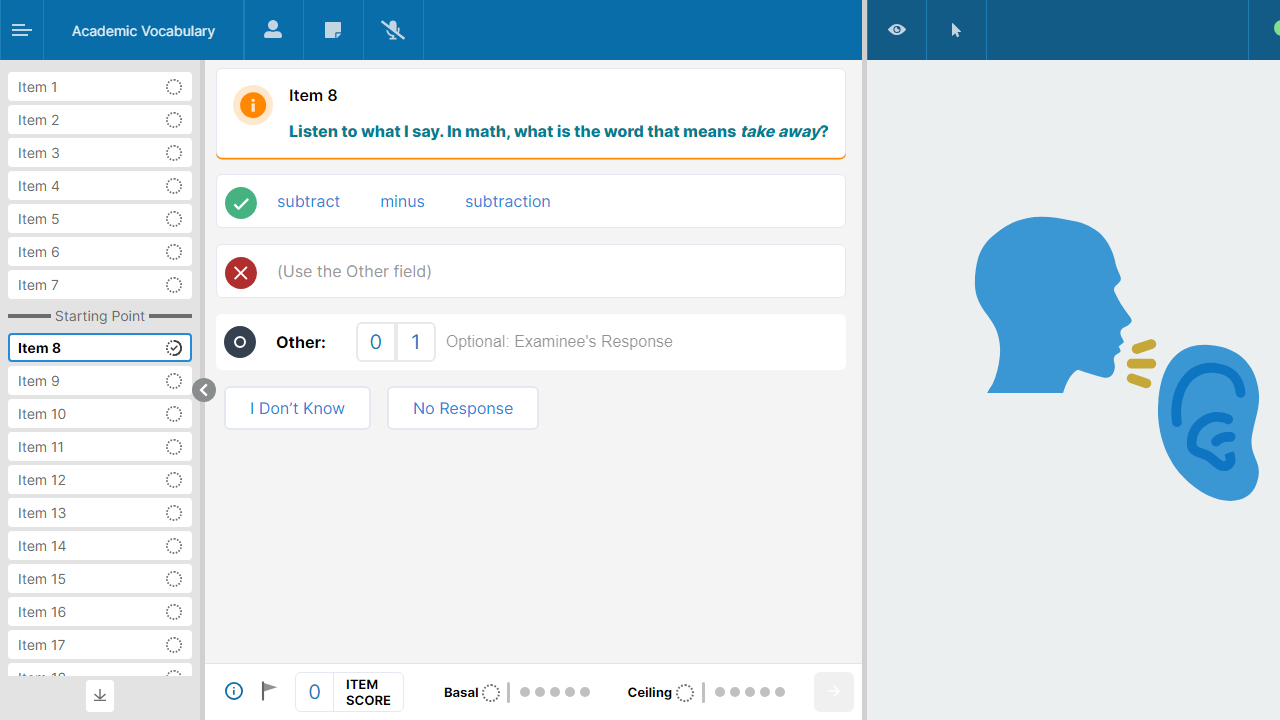 Academic Vocabulary
Item 1
Item 2
Item 3
Item 4
Item 5
Item 6
Item 7
Starting Point
Item 8
Item 9
Item 10
Item 11
Item 12
Item 13
Item 14
Item 15
Item 16
Item 17
Item 8
Listen to what I say. In math, what is the word that means take away?
subtract minus subtraction
(Use the Other field)
Other: 0 1 Optional: Examinee's Response
I Don’t Know No Response
0 ITEM SCORE Basal Ceiling